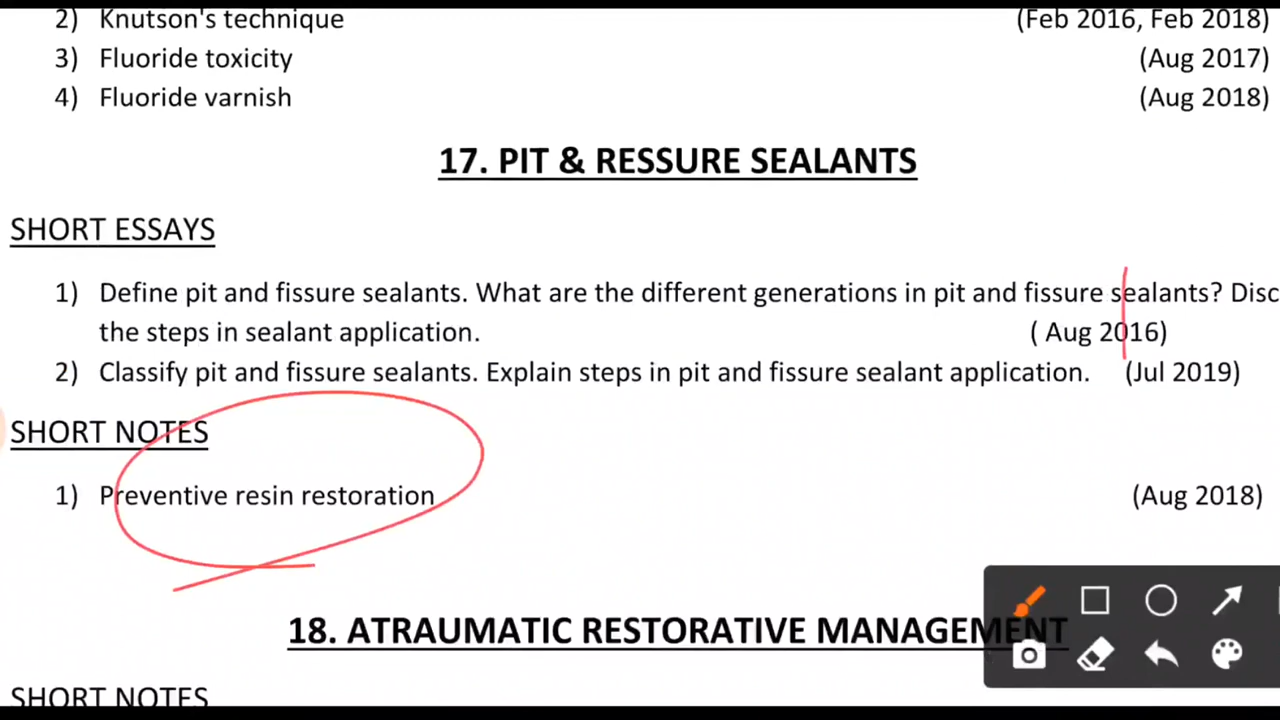 2) Knutson's technique (Feb 2016, Feb 2018)
3) Fluoride toxicity (Aug 2017)
4) Fluoride varnish (Aug 2018)
17. PIT & RESSURE SEALANTS
SHORT ESSAYS
1) Define pit and fissure sealants. What are the different generations in pit and fissure sealants? Disc
the steps in sealant application. ( Aug 2016)
2) Classify pit and fissure sealants. Explain steps in pit and fissure sealant application. (Jul 2019)
SHORT NOTES
1) Preventive resin restoration (Aug 2018)
18. ATRAUMATIC RESTORATIVE MANAGEMENT
SHORT NOTES